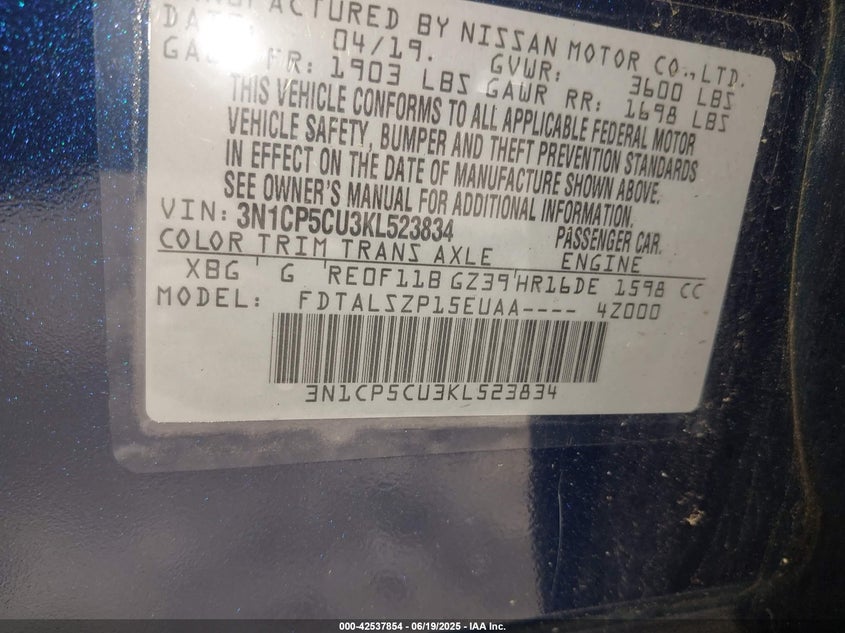 MANUFACTURED BY NISSAN MOTOR CO.,LTD.
DATE: 04/19. GVWR: 3600 LBS
GAWR FR: 1903 LBS GAWR RR: 1698 LBS
THIS VEHICLE CONFORMS TO ALL APPLICABLE FEDERAL MOTOR
VEHICLE SAFETY, BUMPER AND THEFT PREVENTION STANDARDS
IN EFFECT ON THE DATE OF MANUFACTURE SHOWN ABOVE.
SEE OWNER'S MANUAL FOR ADDITIONAL INFORMATION.
VIN: 3N1CP5CU3KL523834 PASSENGER CAR.
COLOR TRIM TRANS AXLE ENGINE
XBG G RE0F11B GZ39 HR16DE 1598 CC
MODEL: FDTALSZP15EUAA---- 4Z000
3N1CP5CU3KL523834
000-42537854 / 06/19/2025 - IAA Inc.